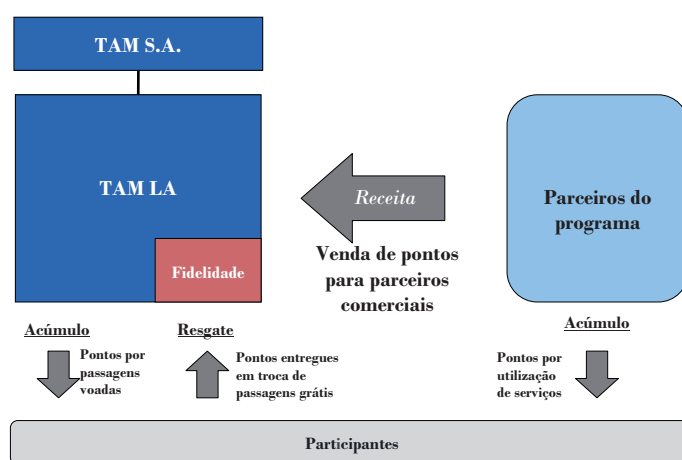 TAM S.A.
TAM LA
Fidelidade
Receita
Venda de pontos
para parceiros
comerciais
Parceiros do
programa
Acúmulo
Pontos por
passagens
voadas
Resgate
Pontos entregues
em troca de
passagens grátis
Acúmulo
Pontos por
utilização
de serviços
Participantes